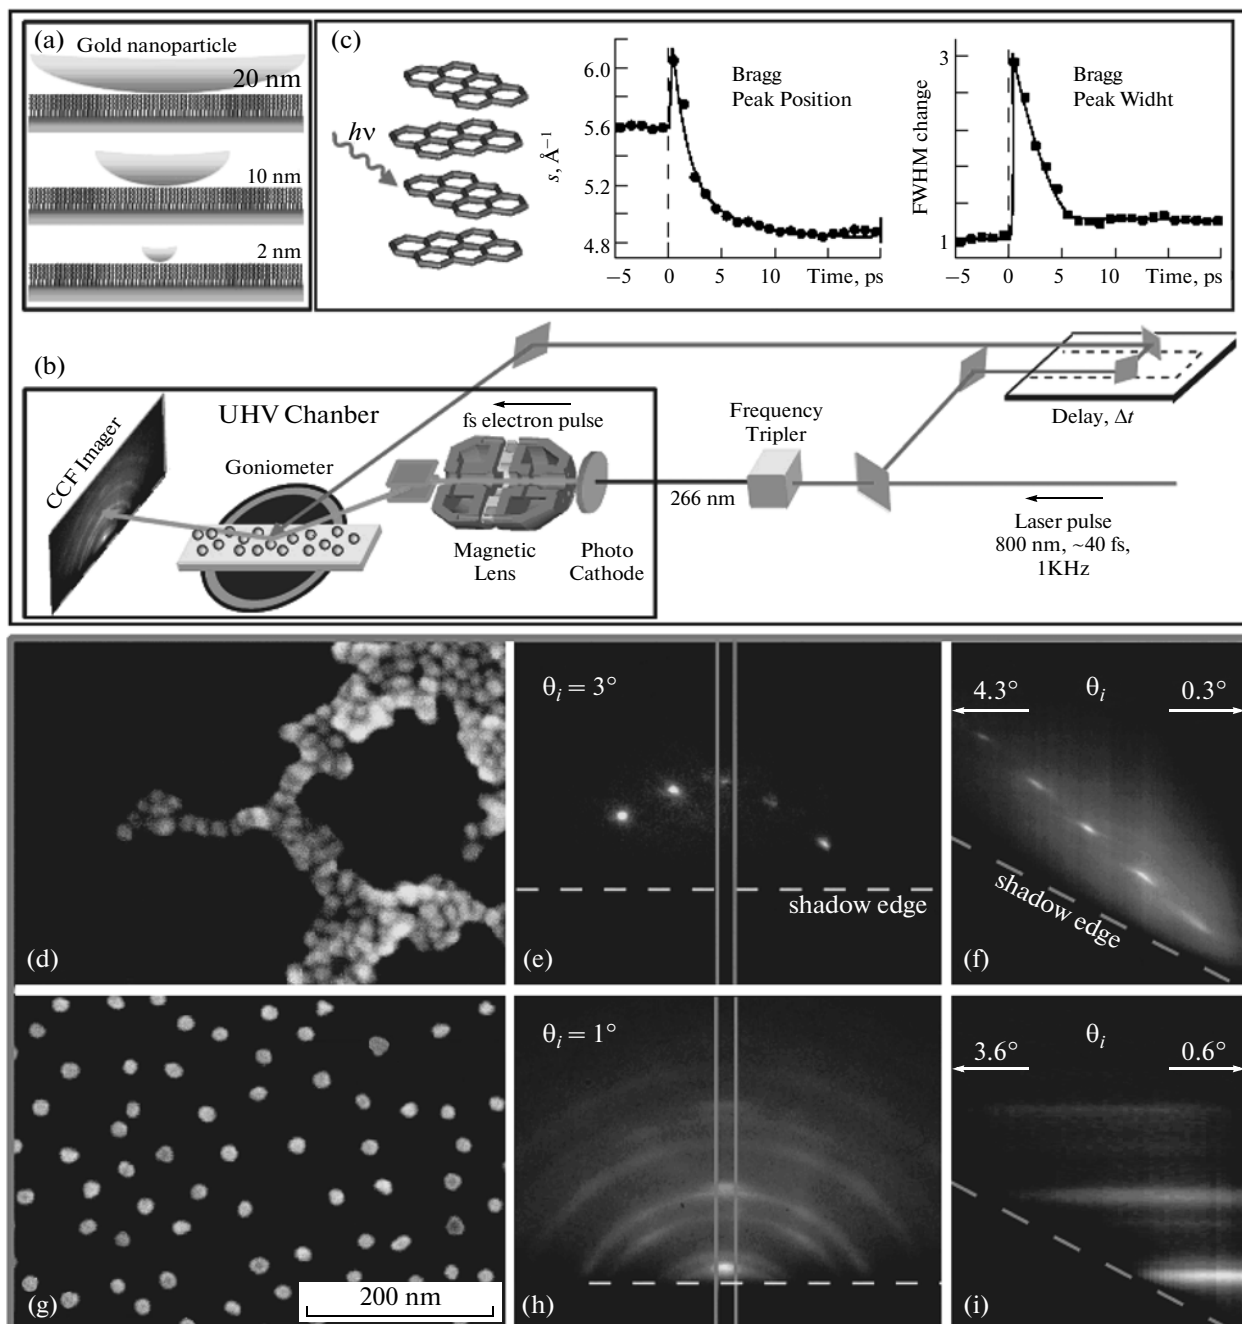 (a)
Gold nanoparticle
20 nm
10 nm
2 nm
(c)
hν
6.0
5.6
5.2
4.8
s, Å⁻¹
Bragg
Peak Position
−5
0
5
10
Time, ps
3
2
1
FWHM change
Bragg
Peak Widht
−5
0
5
10
Time, ps
(b)
UHV Chanber
fs electron pulse
CCF Imager
Goniometer
Magnetic
Lens
Photo
Cathode
Frequency
Tripler
266 nm
Delay, Δt
Laser pulse
800 nm, ~40 fs,
1KHz
(d)
θi = 3°
shadow edge
(e)
4.3°
θi
0.3°
shadow edge
(f)
(g)
200 nm
θi = 1°
(h)
3.6°
θi
0.6°
(i)